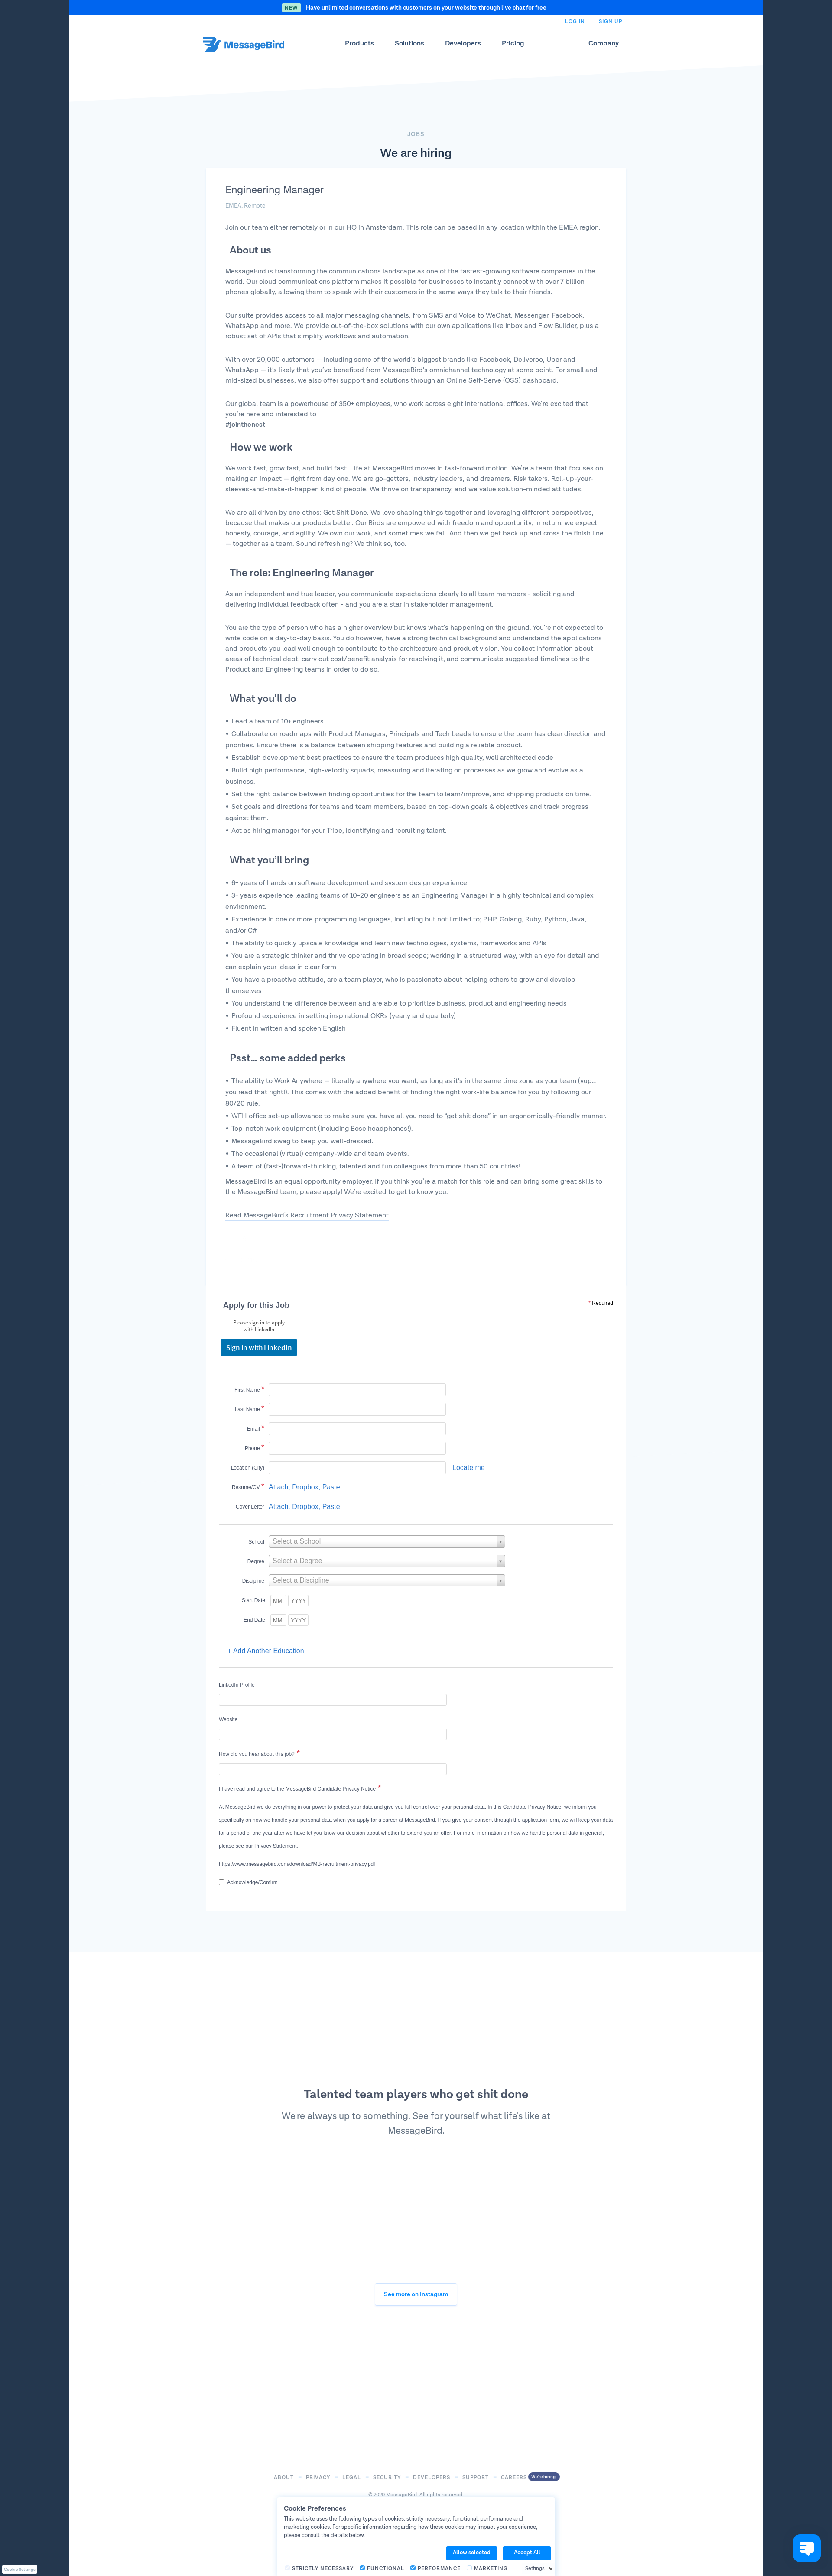 NEW Have unlimited conversations with customers on your website through live chat for free
LOG IN SIGN UP
MessageBird Products Solutions Developers Pricing Company
JOBS
We are hiring
Engineering Manager
EMEA, Remote
Join our team either remotely or in our HQ in Amsterdam. This role can be based in any location within the EMEA region.
About us
MessageBird is transforming the communications landscape as one of the fastest-growing software companies in the
world. Our cloud communications platform makes it possible for businesses to instantly connect with over 7 billion
phones globally, allowing them to speak with their customers in the same ways they talk to their friends.
Our suite provides access to all major messaging channels, from SMS and Voice to WeChat, Messenger, Facebook,
WhatsApp and more. We provide out-of-the-box solutions with our own applications like Inbox and Flow Builder, plus a
robust set of APIs that simplify workflows and automation.
With over 20,000 customers — including some of the world's biggest brands like Facebook, Deliveroo, Uber and
WhatsApp — it's likely that you've benefited from MessageBird's omnichannel technology at some point. For small and
mid-sized businesses, we also offer support and solutions through an Online Self-Serve (OSS) dashboard.
Our global team is a powerhouse of 350+ employees, who work across eight international offices. We're excited that
you're here and interested to
#jointhenest
How we work
We work fast, grow fast, and build fast. Life at MessageBird moves in fast-forward motion. We're a team that focuses on
making an impact — right from day one. We are go-getters, industry leaders, and dreamers. Risk takers. Roll-up-your-
sleeves-and-make-it-happen kind of people. We thrive on transparency, and we value solution-minded attitudes.
We are all driven by one ethos: Get Shit Done. We love shaping things together and leveraging different perspectives,
because that makes our products better. Our Birds are empowered with freedom and opportunity; in return, we expect
honesty, courage, and agility. We own our work, and sometimes we fail. And then we get back up and cross the finish line
— together as a team. Sound refreshing? We think so, too.
The role: Engineering Manager
As an independent and true leader, you communicate expectations clearly to all team members - soliciting and
delivering individual feedback often - and you are a star in stakeholder management.
You are the type of person who has a higher overview but knows what's happening on the ground. You're not expected to
write code on a day-to-day basis. You do however, have a strong technical background and understand the applications
and products you lead well enough to contribute to the architecture and product vision. You collect information about
areas of technical debt, carry out cost/benefit analysis for resolving it, and communicate suggested timelines to the
Product and Engineering teams in order to do so.
What you'll do
• Lead a team of 10+ engineers
• Collaborate on roadmaps with Product Managers, Principals and Tech Leads to ensure the team has clear direction and
priorities. Ensure there is a balance between shipping features and building a reliable product.
• Establish development best practices to ensure the team produces high quality, well architected code
• Build high performance, high-velocity squads, measuring and iterating on processes as we grow and evolve as a
business.
• Set the right balance between finding opportunities for the team to learn/improve, and shipping products on time.
• Set goals and directions for teams and team members, based on top-down goals & objectives and track progress
against them.
• Act as hiring manager for your Tribe, identifying and recruiting talent.
What you'll bring
• 6+ years of hands on software development and system design experience
• 3+ years experience leading teams of 10-20 engineers as an Engineering Manager in a highly technical and complex
environment.
• Experience in one or more programming languages, including but not limited to; PHP, Golang, Ruby, Python, Java,
and/or C#
• The ability to quickly upscale knowledge and learn new technologies, systems, frameworks and APIs
• You are a strategic thinker and thrive operating in broad scope; working in a structured way, with an eye for detail and
can explain your ideas in clear form
• You have a proactive attitude, are a team player, who is passionate about helping others to grow and develop
themselves
• You understand the difference between and are able to prioritize business, product and engineering needs
• Profound experience in setting inspirational OKRs (yearly and quarterly)
• Fluent in written and spoken English
Psst... some added perks
• The ability to Work Anywhere — literally anywhere you want, as long as it's in the same time zone as your team (yup...
you read that right!). This comes with the added benefit of finding the right work-life balance for you by following our
80/20 rule.
• WFH office set-up allowance to make sure you have all you need to "get shit done" in an ergonomically-friendly manner.
• Top-notch work equipment (including Bose headphones!).
• MessageBird swag to keep you well-dressed.
• The occasional (virtual) company-wide and team events.
• A team of (fast-)forward-thinking, talented and fun colleagues from more than 50 countries!
MessageBird is an equal opportunity employer. If you think you're a match for this role and can bring some great skills to
the MessageBird team, please apply! We're excited to get to know you.
Read MessageBird's Recruitment Privacy Statement
Apply for this Job * Required
Please sign in to apply
with LinkedIn
Sign in with LinkedIn
First Name *
Last Name *
Email *
Phone *
Location (City) Locate me
Resume/CV * Attach, Dropbox, Paste
Cover Letter Attach, Dropbox, Paste
School Select a School
Degree Select a Degree
Discipline Select a Discipline
Start Date MM YYYY
End Date MM YYYY
+ Add Another Education
LinkedIn Profile
Website
How did you hear about this job? *
I have read and agree to the MessageBird Candidate Privacy Notice *
At MessageBird we do everything in our power to protect your data and give you full control over your personal data. In this Candidate Privacy Notice, we inform you
specifically on how we handle your personal data when you apply for a career at MessageBird. If you give your consent through the application form, we will keep your data
for a period of one year after we have let you know our decision about whether to extend you an offer. For more information on how we handle personal data in general,
please see our Privacy Statement.
https://www.messagebird.com/download/MB-recruitment-privacy.pdf
Acknowledge/Confirm
Talented team players who get shit done
We're always up to something. See for yourself what life's like at
MessageBird.
See more on Instagram
ABOUT PRIVACY LEGAL SECURITY DEVELOPERS SUPPORT CAREERS We're hiring!
© 2020 MessageBird. All rights reserved.
Cookie Preferences
This website uses the following types of cookies; strictly necessary, functional, performance and
marketing cookies. For specific information regarding how these cookies may impact your experience,
please consult the details below.
Allow selected Accept All
STRICTLY NECESSARY FUNCTIONAL PERFORMANCE MARKETING Settings
Cookie Settings